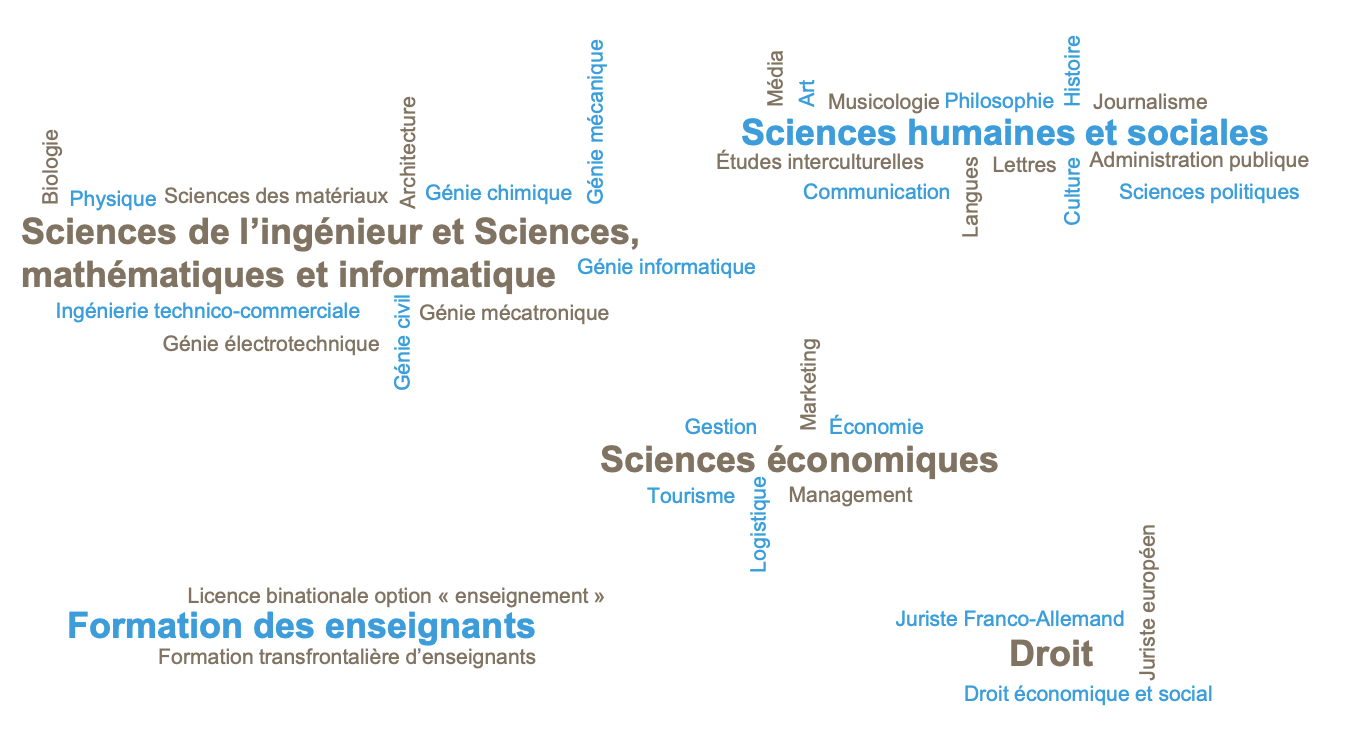 Biologie
Physique
Sciences des matériaux
Architecture
Génie chimique
Génie mécanique
Sciences de l’ingénieur et Sciences,
mathématiques et informatique
Génie informatique
Ingénierie technico-commerciale
Génie civil
Génie mécatronique
Génie électrotechnique
Média
Art
Musicologie
Philosophie
Histoire
Journalisme
Sciences humaines et sociales
Études interculturelles
Langues
Lettres
Culture
Administration publique
Communication
Sciences politiques
Gestion
Marketing
Économie
Sciences économiques
Tourisme
Logistique
Management
Licence binationale option « enseignement »
Formation des enseignants
Formation transfrontalière d’enseignants
Juriste Franco-Allemand
Juriste européen
Droit
Droit économique et social